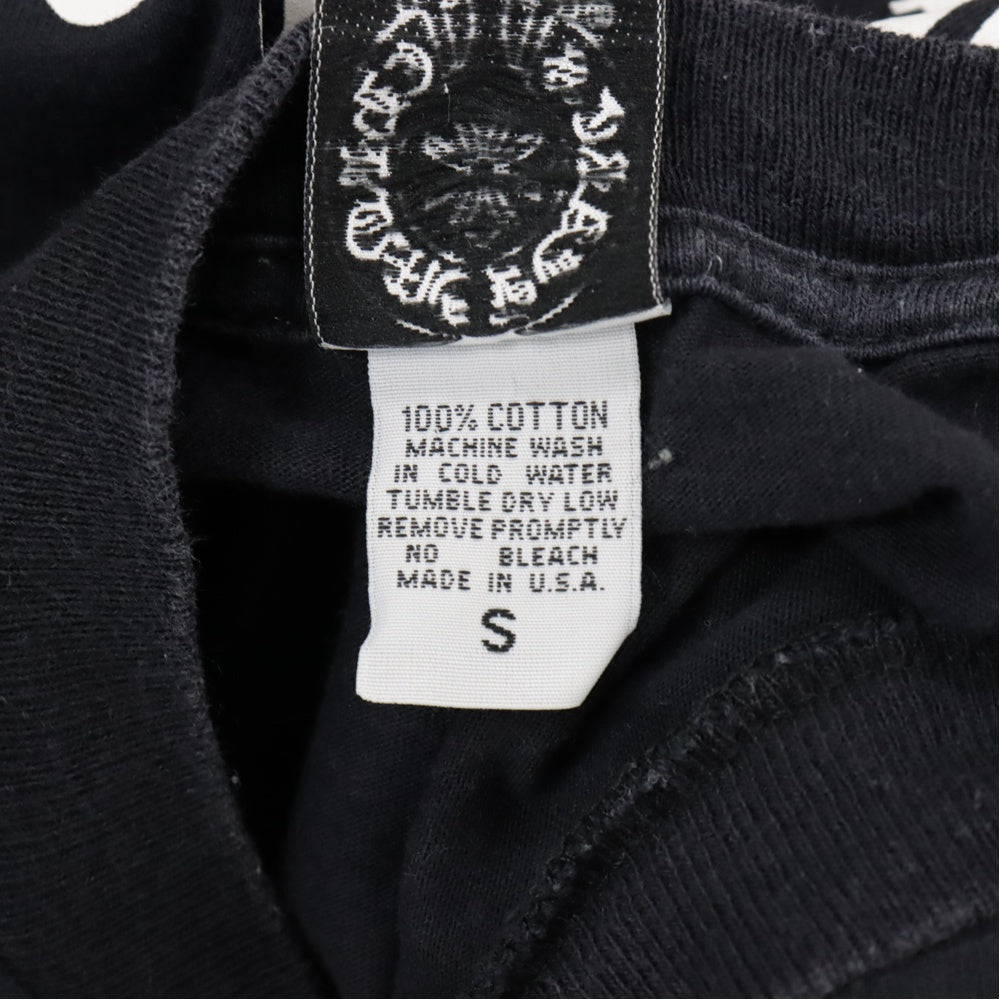 100% COTTON
MACHINE WASH
IN COLD WATER
TUMBLE DRY LOW
REMOVE PROMPTLY
NO BLEACH
MADE IN U.S.A.
S